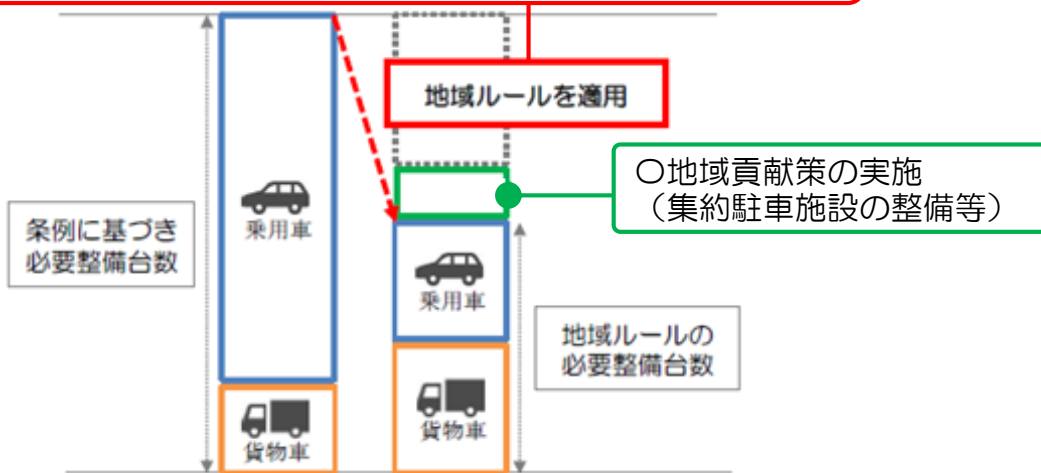 地域ルールを適用
〇地域貢献策の実施
（集約駐車施設の整備等）
条例に基づき
必要整備台数
乗用車
乗用車
地域ルールの
必要整備台数
貨物車
貨物車